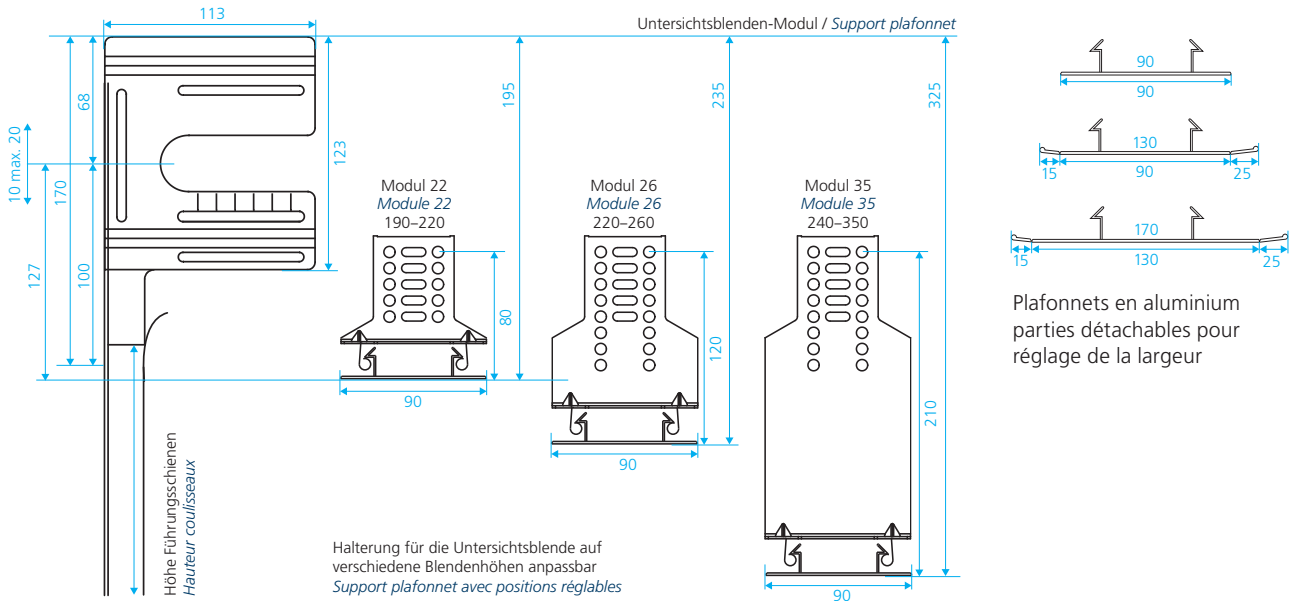 113
Untersichtsblenden-Modul / Support plafonnet
68
10 max. 20
170
127
100
123
195
235
325
Modul 22
Module 22
190–220
80
90
Modul 26
Module 26
220–260
120
90
Modul 35
Module 35
240–350
210
90
Höhe Führungsschienen
Hauteur coulisseaux
Halterung für die Untersichtsblende auf
verschiedene Blendenhöhen anpassbar
Support plafonnet avec positions réglables
90
90
130
15 90 25
170
15 130 25
Plafonnets en aluminium
parties détachables pour
réglage de la largeur